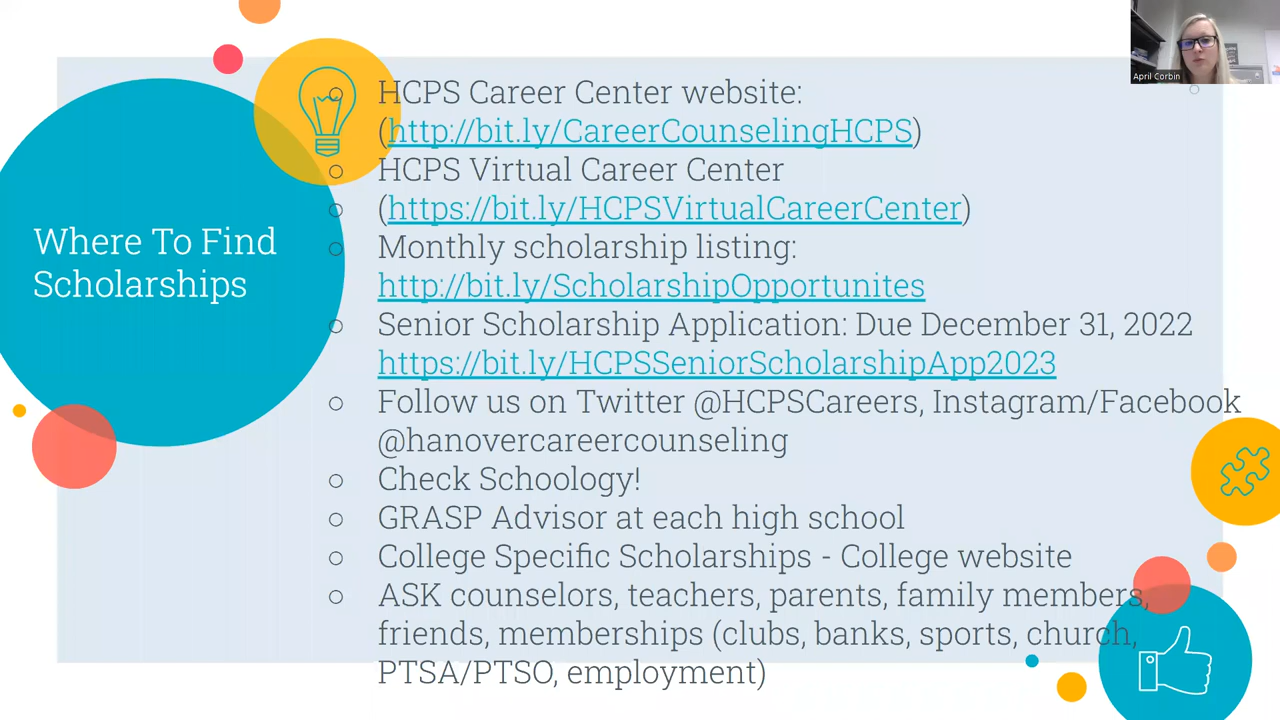 April Corbin
Where To Find
Scholarships
HCPS Career Center website:
(http://bit.ly/CareerCounselingHCPS)
HCPS Virtual Career Center
(https://bit.ly/HCPSVirtualCareerCenter)
Monthly scholarship listing:
http://bit.ly/ScholarshipOpportunites
Senior Scholarship Application: Due December 31, 2022
https://bit.ly/HCPSSeniorScholarshipApp2023
Follow us on Twitter @HCPSCareers, Instagram/Facebook
@hanovercareercounseling
Check Schoology!
GRASP Advisor at each high school
College Specific Scholarships - College website
ASK counselors, teachers, parents, family members,
friends, memberships (clubs, banks, sports, church,
PTSA/PTSO, employment)